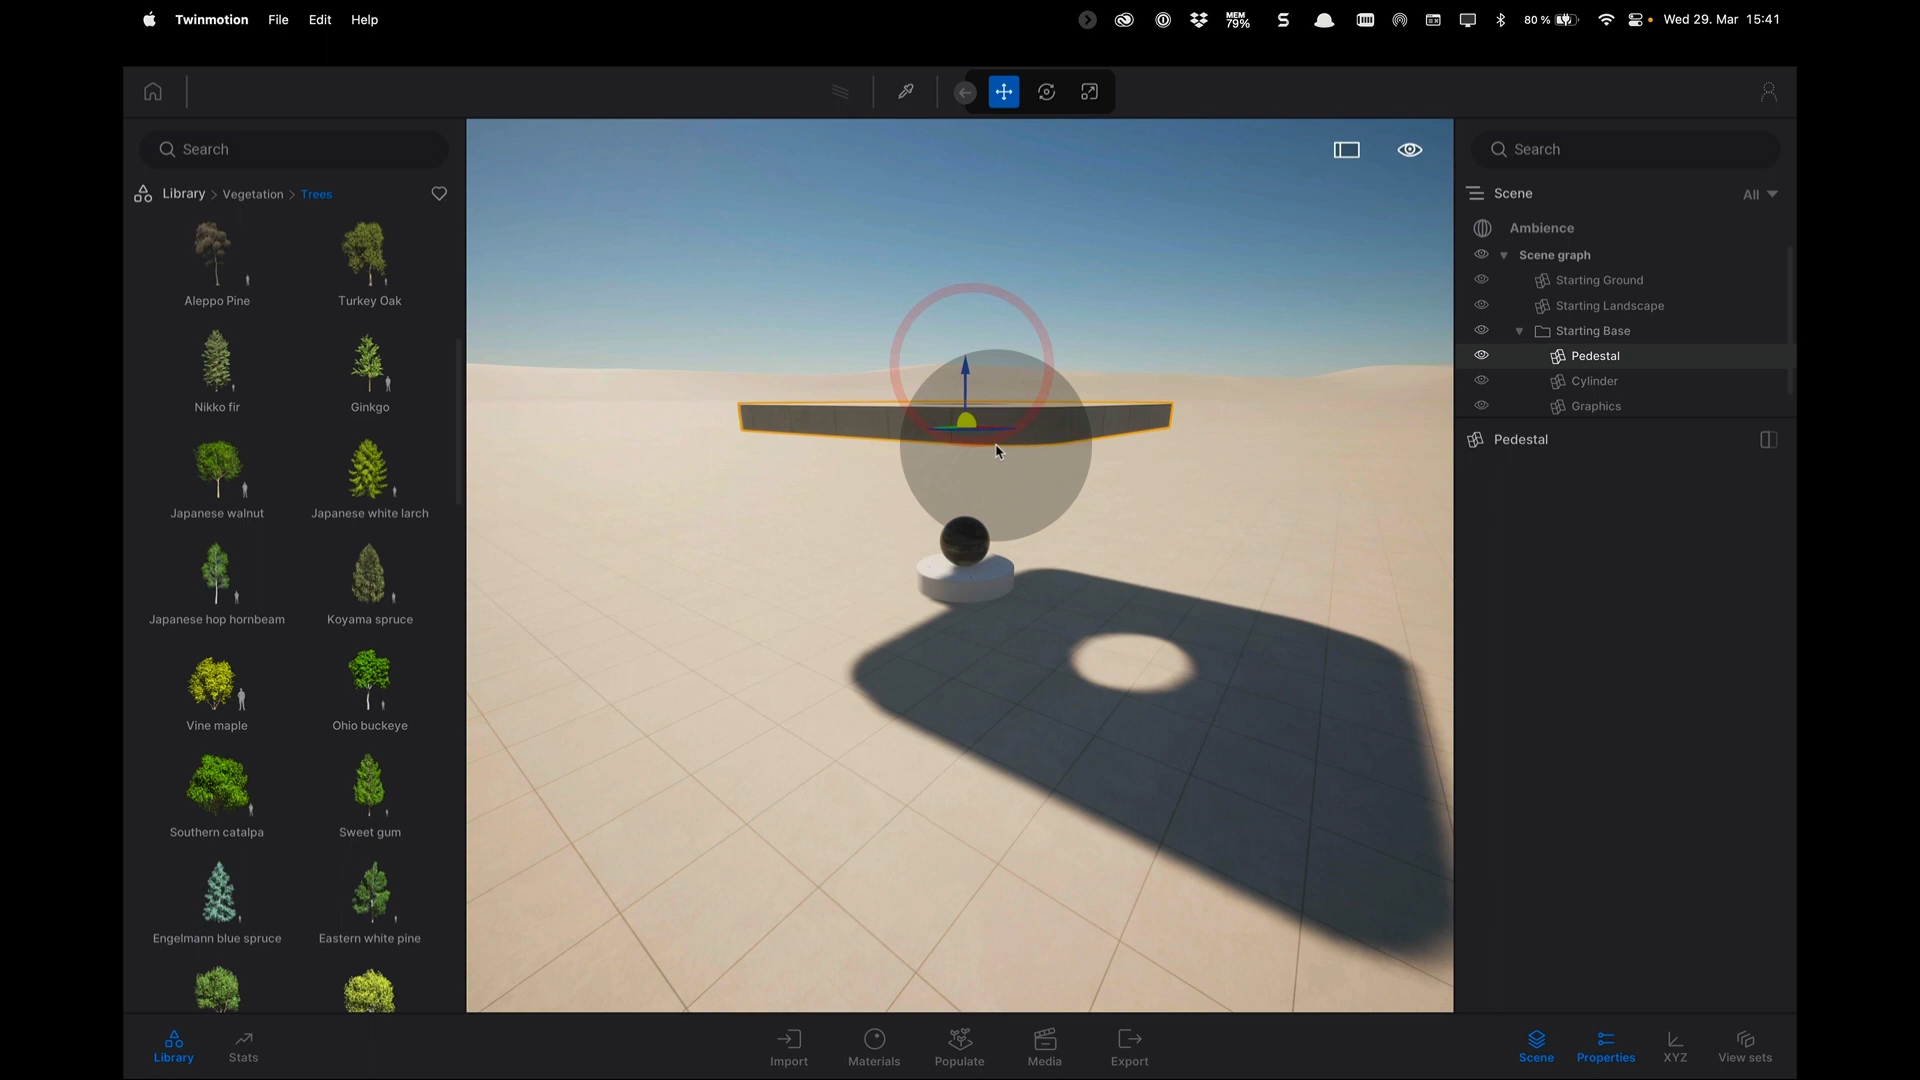 Twinmotion File Edit Help
MEM
79%
80 %
Wed 29. Mar 15:41
Search
Library > Vegetation > Trees
Aleppo Pine
Turkey Oak
Nikko fir
Ginkgo
Japanese walnut
Japanese white larch
Japanese hop hornbeam
Koyama spruce
Vine maple
Ohio buckeye
Southern catalpa
Sweet gum
Engelmann blue spruce
Eastern white pine
Search
Scene
All
Ambience
Scene graph
Starting Ground
Starting Landscape
Starting Base
Pedestal
Cylinder
Graphics
Pedestal
Library
Stats
Import
Materials
Populate
Media
Export
Scene
Properties
XYZ
View sets